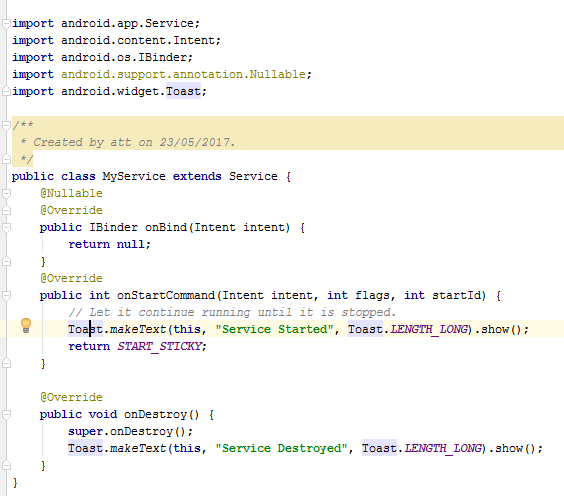 import android.app.Service;
import android.content.Intent;
import android.os.IBinder;
import android.support.annotation.Nullable;
import android.widget.Toast;

/**
 * Created by att on 23/05/2017.
 */
public class MyService extends Service {
    @Nullable
    @Override
    public IBinder onBind(Intent intent) {
        return null;
    }
    @Override
    public int onStartCommand(Intent intent, int flags, int startId) {
        // Let it continue running until it is stopped.
        Toast.makeText(this, "Service Started", Toast.LENGTH_LONG).show();
        return START_STICKY;
    }

    @Override
    public void onDestroy() {
        super.onDestroy();
        Toast.makeText(this, "Service Destroyed", Toast.LENGTH_LONG).show();
    }
}